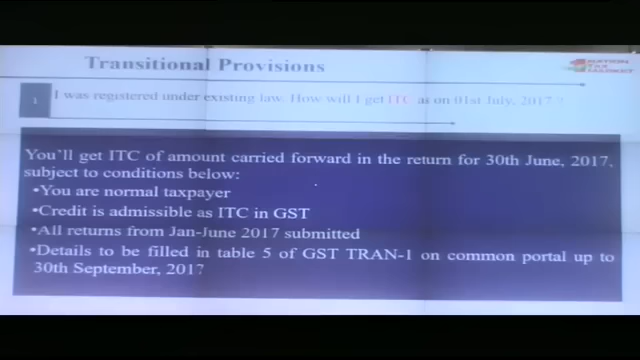 Transitional Provisions
NATION
TAX
MARKET
1
I was registered under existing law. How will I get ITC as on 01st July, 2017 ?
You'll get ITC of amount carried forward in the return for 30th June, 2017, subject to conditions below:
•You are normal taxpayer
•Credit is admissible as ITC in GST
•All returns from Jan-June 2017 submitted
•Details to be filled in table 5 of GST TRAN-1 on common portal up to 30th September, 2017